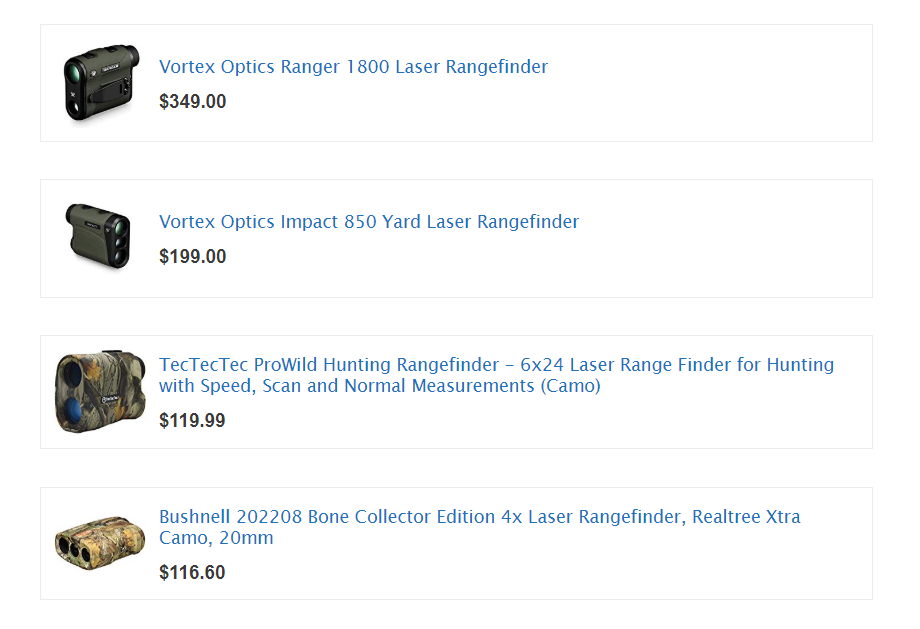 Vortex Optics Ranger 1800 Laser Rangefinder
$349.00
Vortex Optics Impact 850 Yard Laser Rangefinder
$199.00
TecTecTec ProWild Hunting Rangefinder - 6x24 Laser Range Finder for Hunting
with Speed, Scan and Normal Measurements (Camo)
$119.99
Bushnell 202208 Bone Collector Edition 4x Laser Rangefinder, Realtree Xtra
Camo, 20mm
$116.60